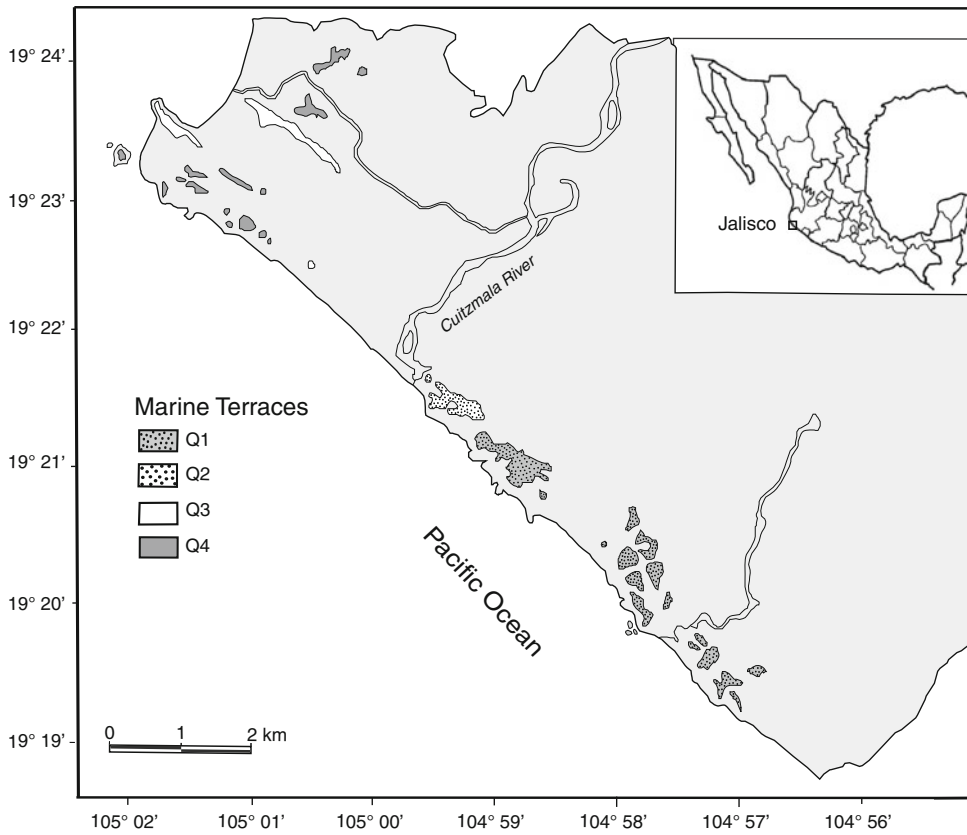 19° 24'
19° 23'
19° 22'
19° 21'
19° 20'
19° 19'
Jalisco
Cuitzmala River
Marine Terraces
Q1
Q2
Q3
Q4
Pacific Ocean
0 1 2 km
105° 02' 105° 01' 105° 00' 104° 59' 104° 58' 104° 57' 104° 56'